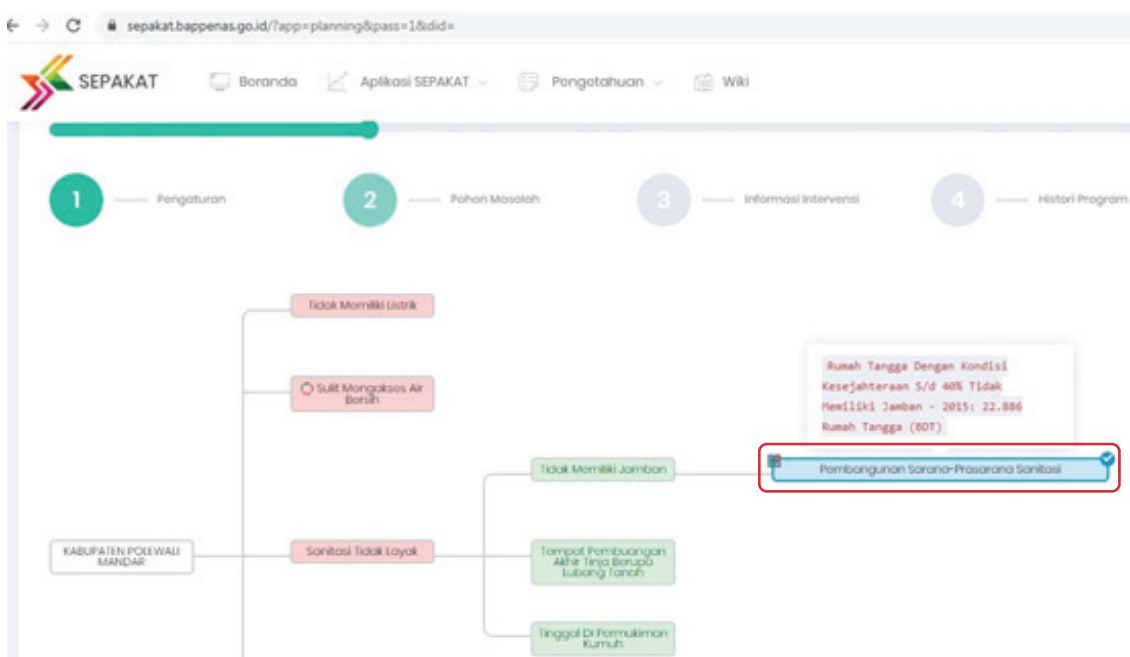 sepakat.bappenas.go.id/?app=planning&pass=1&did=
SEPAKAT
Beranda
Aplikasi SEPAKAT
Pengetahuan
Wiki
1
Pengaturan
2
Pohon Masalah
3
Informasi Intervensi
4
Histori Program
Tidak Memiliki Listrik
Rumah Tangga Dengan Kondisi
Kesejahteraan S/d 40% Tidak
Memiliki Jamban - 2015: 22.886
Rumah Tangga (BDT)
Sulit Mengakses Air
Bersih
Tidak Memiliki Jamban
Pembangunan Sarana-Prasarana Sanitasi
KABUPATEN POLEWALI
MANDAR
Sanitasi Tidak Layak
Tempat Pembuangan
Akhir Tinja Berupa
Lubang Tanah
Tinggal Di Permukiman
Kumuh